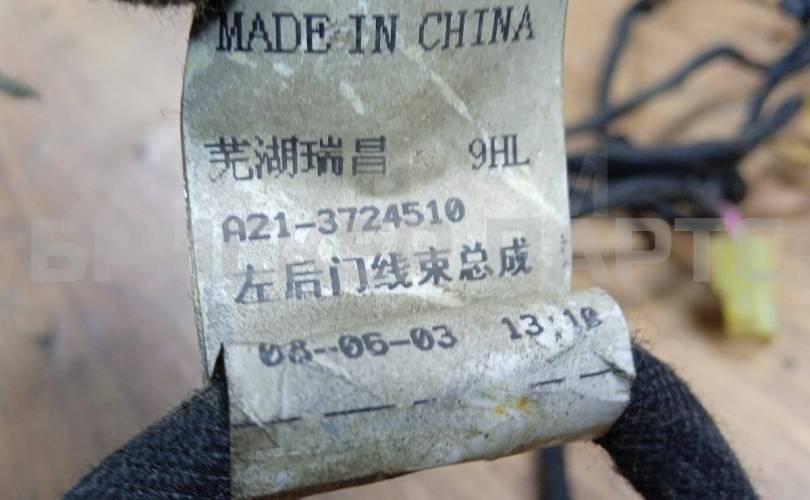 MADE IN CHINA
芜湖瑞昌 9HL
A21-3724510
左后门线束总成
08-06-03 13:18